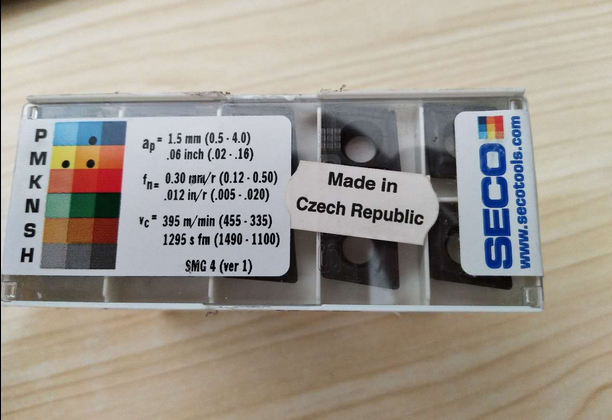 P
M
K
N
S
H
ap = 1.5 mm (0.5 - 4.0)
.06 inch (.02 - .16)
fn = 0.30 mm/r (0.12 - 0.50)
.012 in/r (.005 - .020)
vc = 395 m/min (455 - 335)
1295 s fm (1490 - 1100)
SMG 4 (ver 1)
Made in
Czech Republic
SECO
www.secotools.com